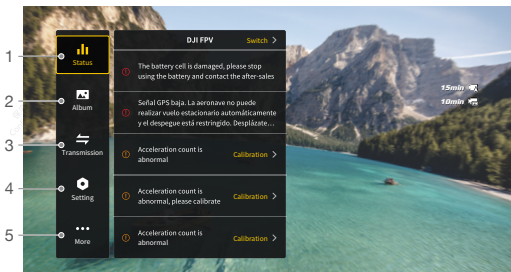 DJI FPV
Switch >
1
Status
The battery cell is damaged, please stop
using the battery and contact the after-sales
2
Album
Señal GPS baja. La aeronave no puede
realizar vuelo estacionario automáticamente
y el despegue está restringido. Desplázate...
3
Transmission
Acceleration count is
abnormal
Calibration >
4
Setting
Acceleration count is
abnormal, please calibrate
Calibration >
5
More
Acceleration count is
abnormal
Calibration >
15min
10min